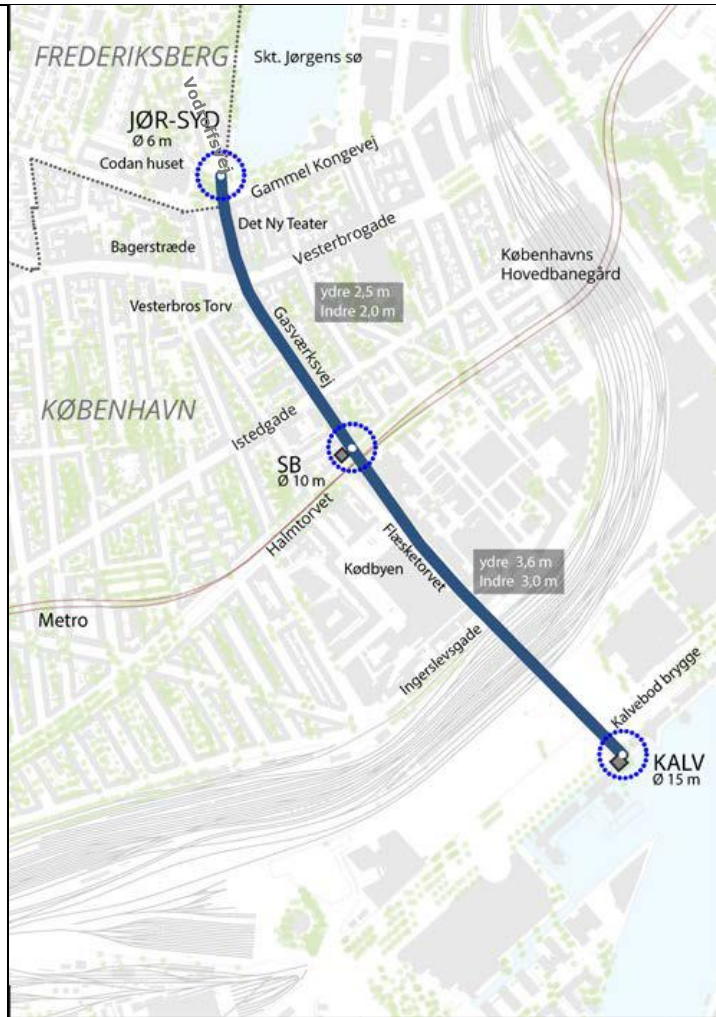 FREDERIKSBERG
Skt. Jørgens sø
Vodroffsvej
JØR-SYD
Ø 6 m
Codan huset
Gammel Kongevej
Det Ny Teater
Bagerstræde
Vesterbrogade
Københavns
Hovedbanegård
ydre 2,5 m
Indre 2,0 m
Vesterbros Torv
Gasværksvej
KØBENHAVN
Istedgade
SB
Ø 10 m
Halmtorvet
Flæsketorvet
Kødbyen
ydre 3,6 m
Indre 3,0 m
Metro
Ingerslevsgade
Kalvebod brygge
KALV
Ø 15 m